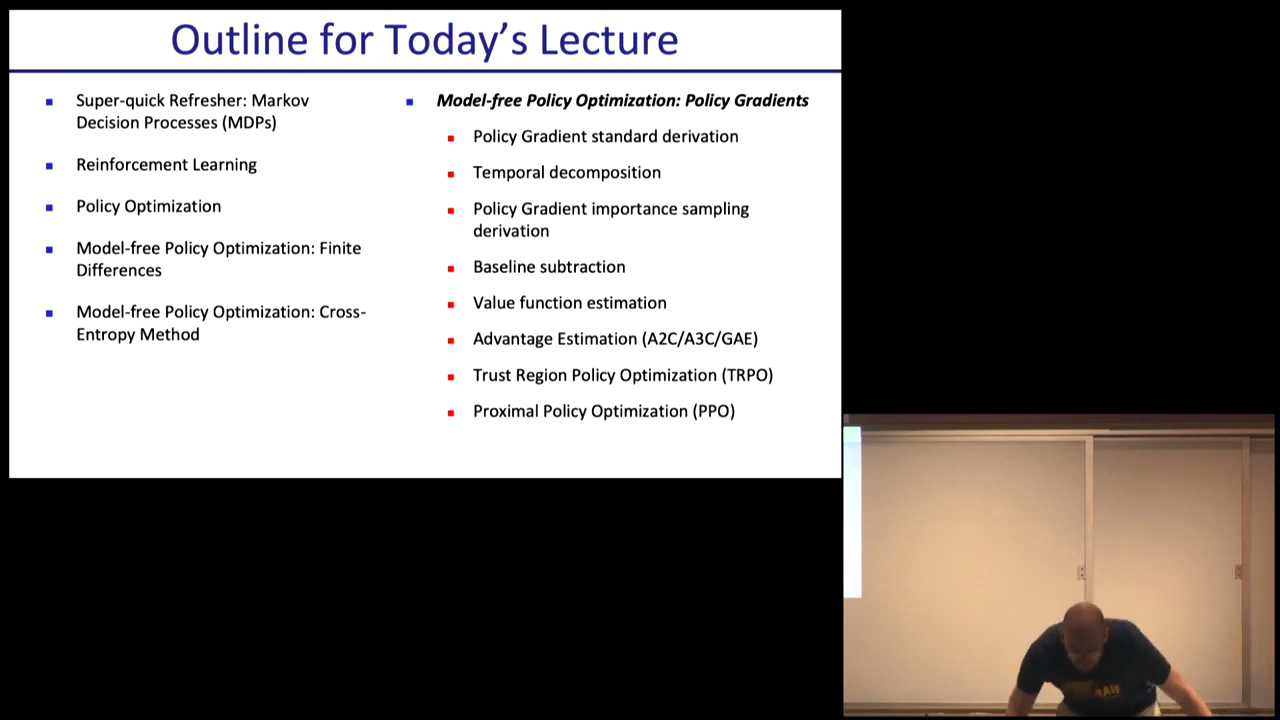 Outline for Today's Lecture
Super-quick Refresher: Markov
Decision Processes (MDPs)
Reinforcement Learning
Policy Optimization
Model-free Policy Optimization: Finite
Differences
Model-free Policy Optimization: Cross-
Entropy Method
Model-free Policy Optimization: Policy Gradients
Policy Gradient standard derivation
Temporal decomposition
Policy Gradient importance sampling
derivation
Baseline subtraction
Value function estimation
Advantage Estimation (A2C/A3C/GAE)
Trust Region Policy Optimization (TRPO)
Proximal Policy Optimization (PPO)